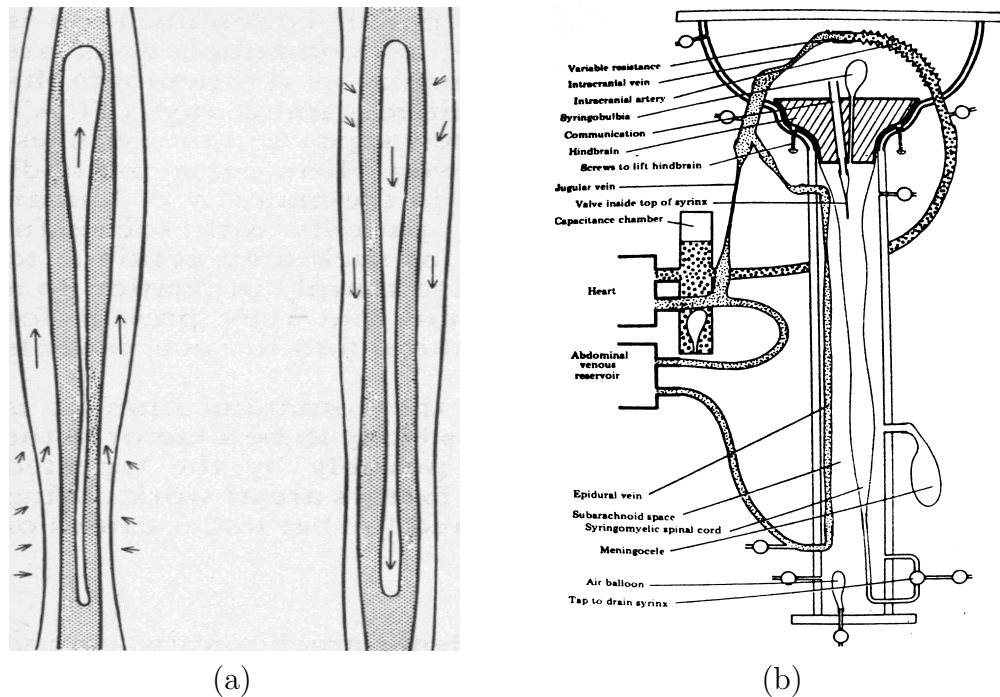 Variable resistance
Intracranial vein
Intracranial artery
Syringobulbia
Communication
Hindbrain
Screws to lift hindbrain
Jugular vein
Valve inside top of syrinx
Capacitance chamber
Heart
Abdominal
venous
reservoir
Epidural vein
Subarachnoid space
Syringomyelic spinal cord
Meningocele
Air balloon
Tap to drain syrinx
(a)
(b)